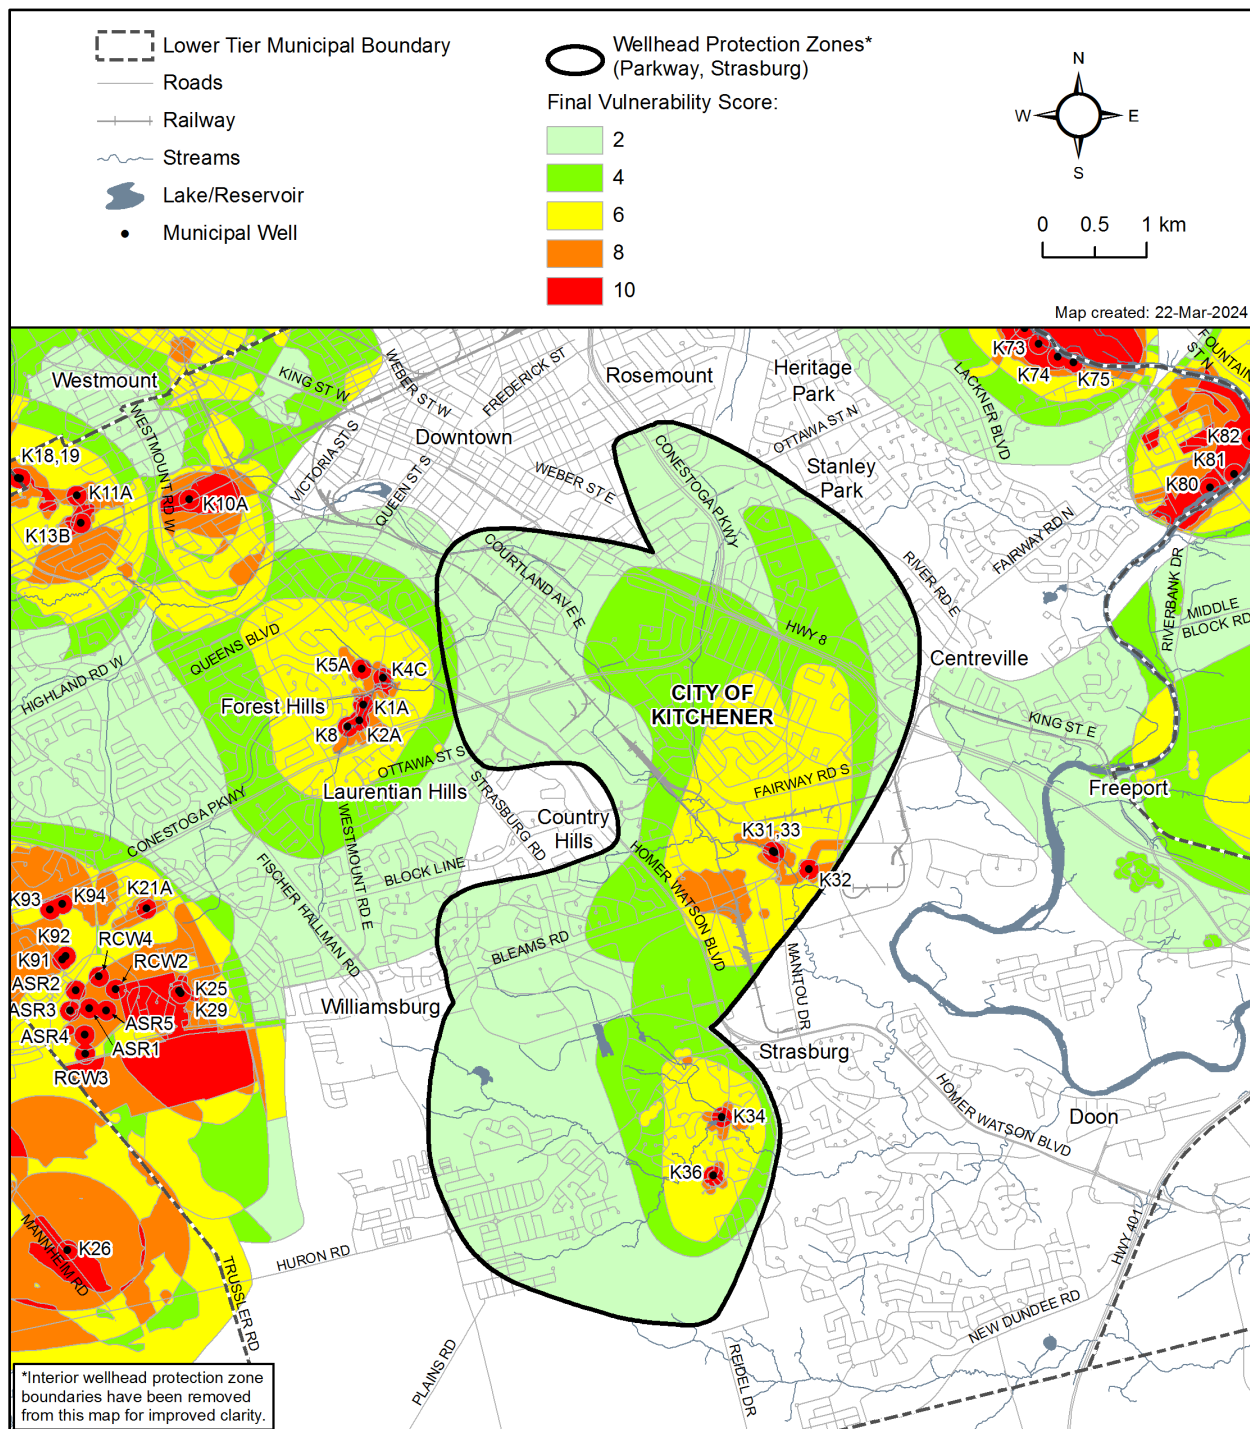 Lower Tier Municipal Boundary
Roads
Railway
Streams
Lake/Reservoir
Municipal Well
Wellhead Protection Zones*
(Parkway, Strasburg)
Final Vulnerability Score:
2
4
6
8
10
N
W
E
S
0
0.5
1 km
Map created: 22-Mar-2024
Westmount
KING ST W
WEBER ST W
FREDERICK ST
Rosemount
Heritage
Park
LACKNER BLVD
K73
K74
K75
FOUNTAIN
ST N
WESTMOUNT RD W
VICTORIA ST S
Downtown
QUEEN ST S
WEBER ST E
CONESTOGA PKWY
OTTAWA ST N
Stanley
Park
K82
K81
K80
K18,19
K11A
K10A
K13B
COURTLAND AV E E
RIVER RD E
FAIRWAY RD N
RIVERBANK DR
MIDDLE
BLOCK RD
HWY 8
QUEENS BLVD
HIGHLAND RD W
K5A
K4C
K1A
K2A
K8
Forest Hills
Centreville
CITY OF
KITCHENER
KING ST E
Freeport
OTTAWA ST S
Laurentian Hills
STRASBURG RD
Country
Hills
FAIRWAY RD S
K31,33
K32
CONESTOGA PKWY
WESTMOUNT RD E
BLOCK LINE
FISCHER HALLMAN RD
HOMER WATSON BLVD
BLEAMS RD
MANITOU DR
K93
K94
K21A
K92
RCW4
K91
RCW2
ASR2
K25
ASR3
K29
ASR5
ASR4
ASR1
RCW3
Williamsburg
Strasburg
HOMER WATSON BLVD
Doon
K34
K36
K26
MANNHEIM RD
TRUSSLER RD
HURON RD
PLAINS RD
REIDEL DR
NEW DUNDEE RD
HWY 401
*Interior wellhead protection zone
boundaries have been removed
from this map for improved clarity.